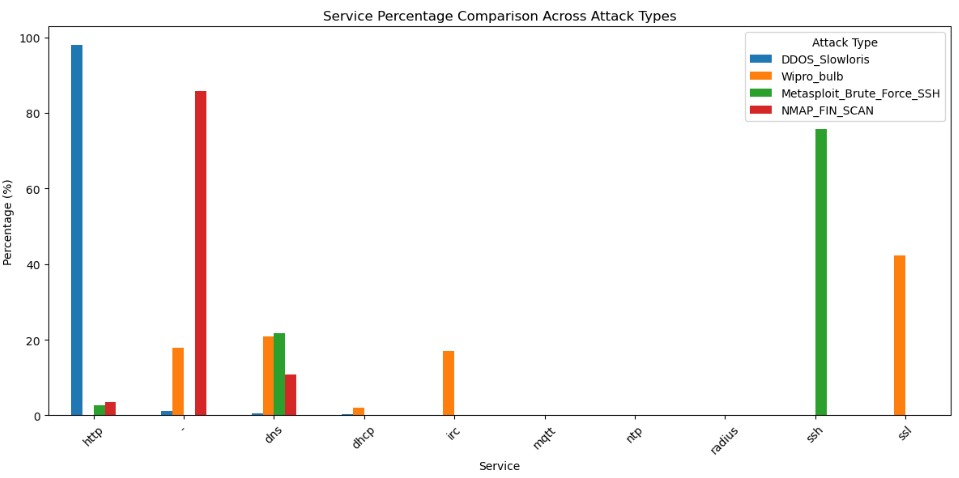 Service Percentage Comparison Across Attack Types
Percentage (%)
100
80
60
40
20
0
Attack Type
DDOS_Slowloris
Wipro_bulb
Metasploit_Brute_Force_SSH
NMAP_FIN_SCAN
http
-
dns
dhcp
irc
mqtt
ntp
radius
ssh
ssl
Service